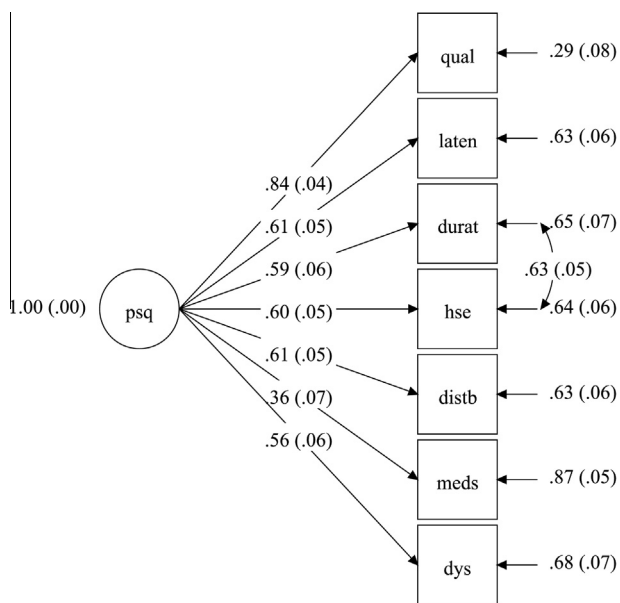 qual
.29 (.08)
laten
.63 (.06)
.84 (.04)
.61 (.05)
durat
.65 (.07)
.59 (.06)
.63 (.05)
1.00 (.00)
psq
.60 (.05)
hse
.64 (.06)
.61 (.05)
distb
.63 (.06)
.36 (.07)
.56 (.06)
meds
.87 (.05)
dys
.68 (.07)